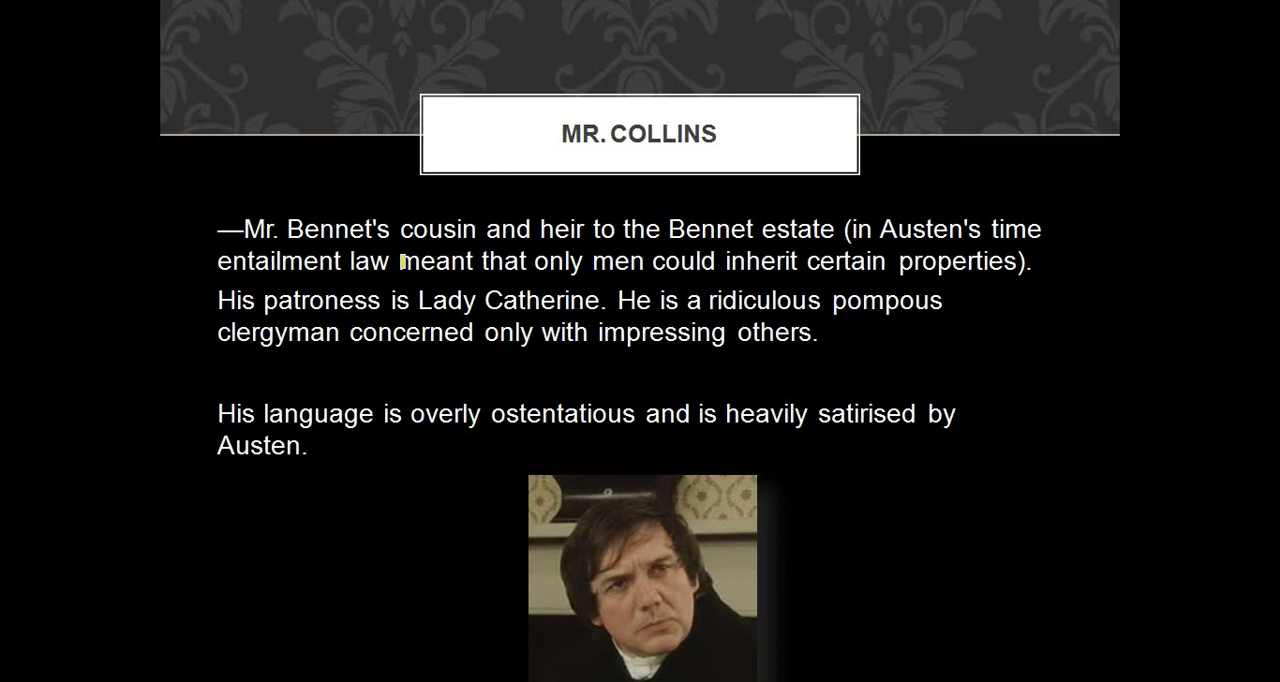 MR. COLLINS
—Mr. Bennet's cousin and heir to the Bennet estate (in Austen's time
entailment law meant that only men could inherit certain properties).
His patroness is Lady Catherine. He is a ridiculous pompous
clergyman concerned only with impressing others.
His language is overly ostentatious and is heavily satirised by
Austen.